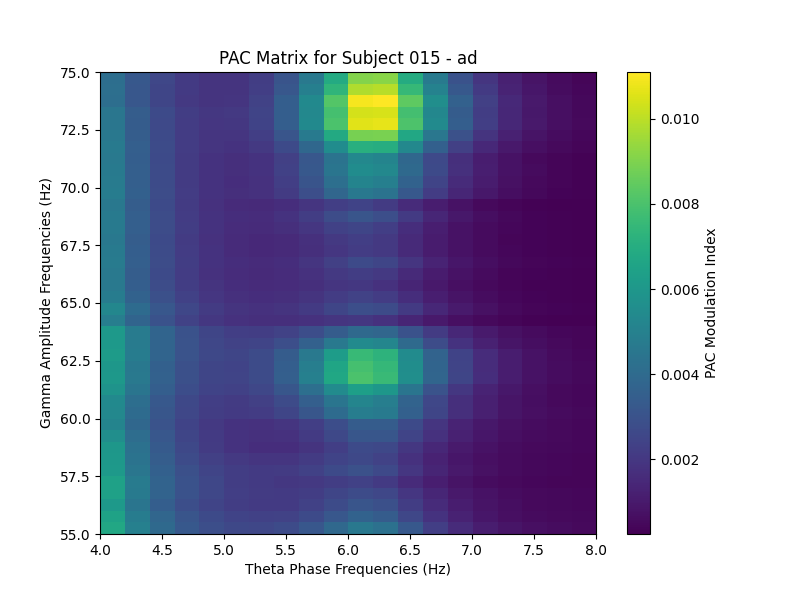 PAC Matrix for Subject 015 - ad
75.0
72.5
70.0
67.5
65.0
62.5
60.0
57.5
55.0
Gamma Amplitude Frequencies (Hz)
4.0 4.5 5.0 5.5 6.0 6.5 7.0 7.5 8.0
Theta Phase Frequencies (Hz)
0.010
0.008
0.006
0.004
0.002
PAC Modulation Index